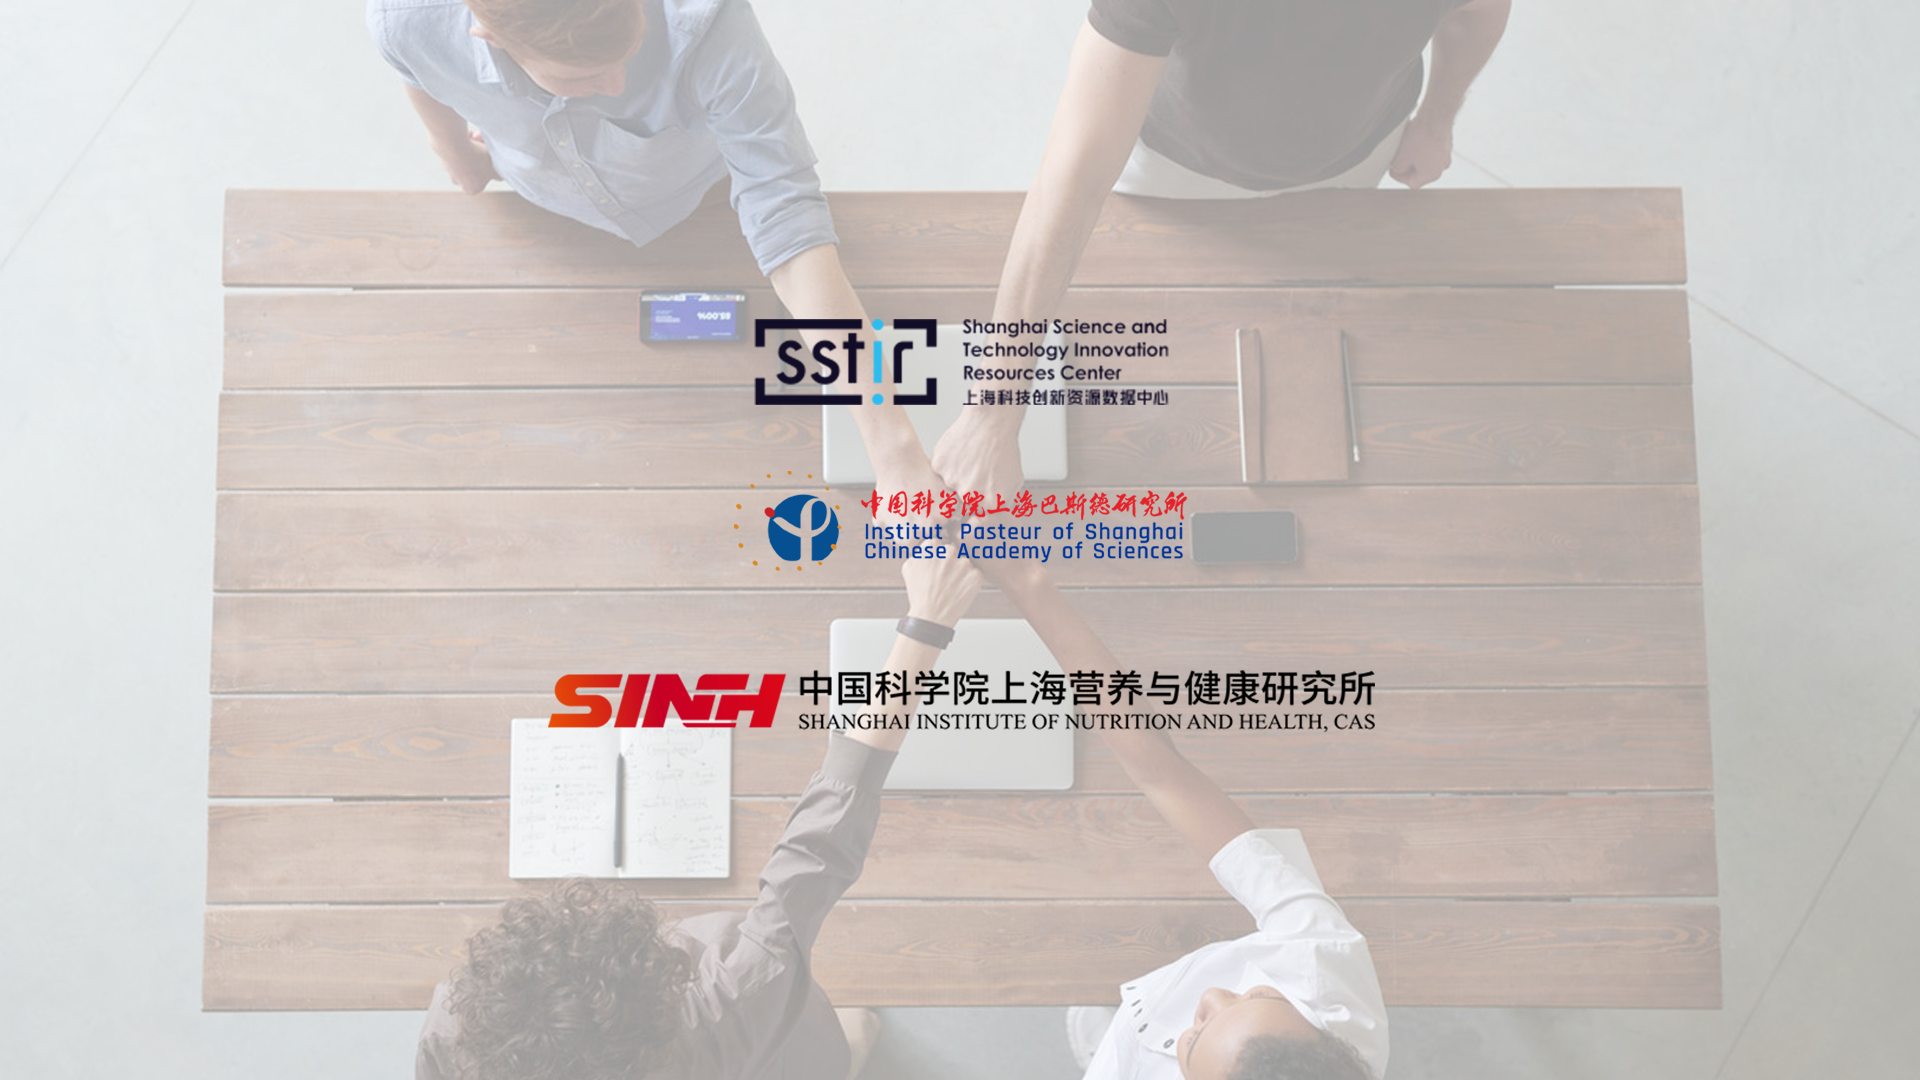 sstir
Shanghai Science and
Technology Innovation
Resources Center
上海科技创新资源数据中心
中国科学院上海巴斯德研究所
Institut Pasteur of Shanghai
Chinese Academy of Sciences
SINH
中国科学院上海营养与健康研究所
SHANGHAI INSTITUTE OF NUTRITION AND HEALTH, CAS